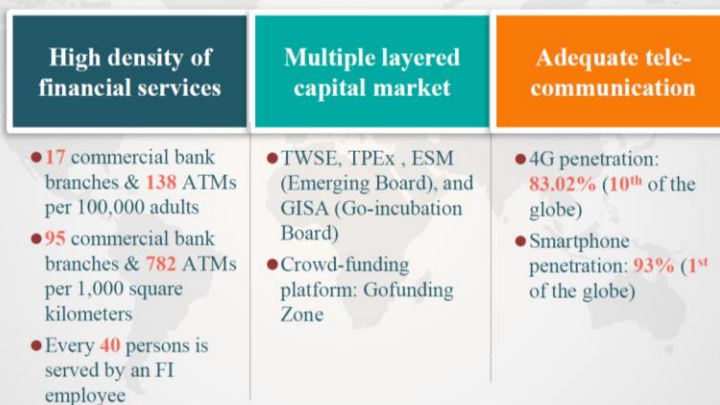 High density of
financial services
● 17 commercial bank
branches & 138 ATMs
per 100,000 adults
● 95 commercial bank
branches & 782 ATMs
per 1,000 square
kilometers
● Every 40 persons is
served by an FI
employee
Multiple layered
capital market
● TWSE, TPEx , ESM
(Emerging Board), and
GISA (Go-incubation
Board)
● Crowd-funding
platform: Gofunding
Zone
Adequate tele-
communication
● 4G penetration:
83.02% (10th of the
globe)
● Smartphone
penetration: 93% (1st
of the globe)